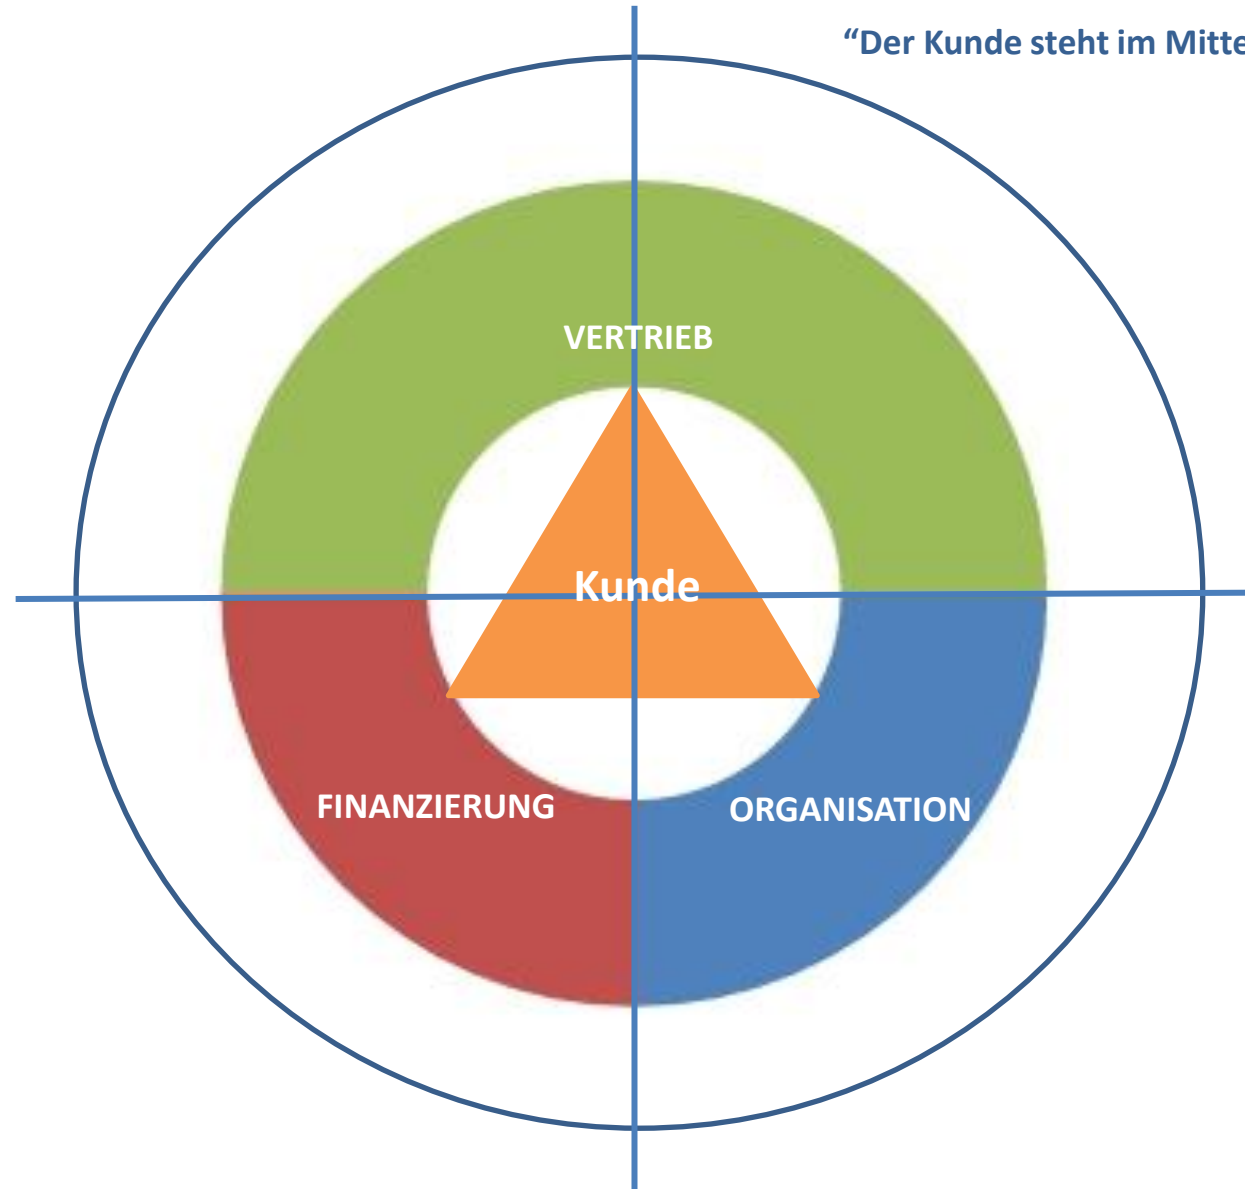 “Der Kunde steht im Mitte
VERTRIEB
Kunde
FINANZIERUNG
ORGANISATION